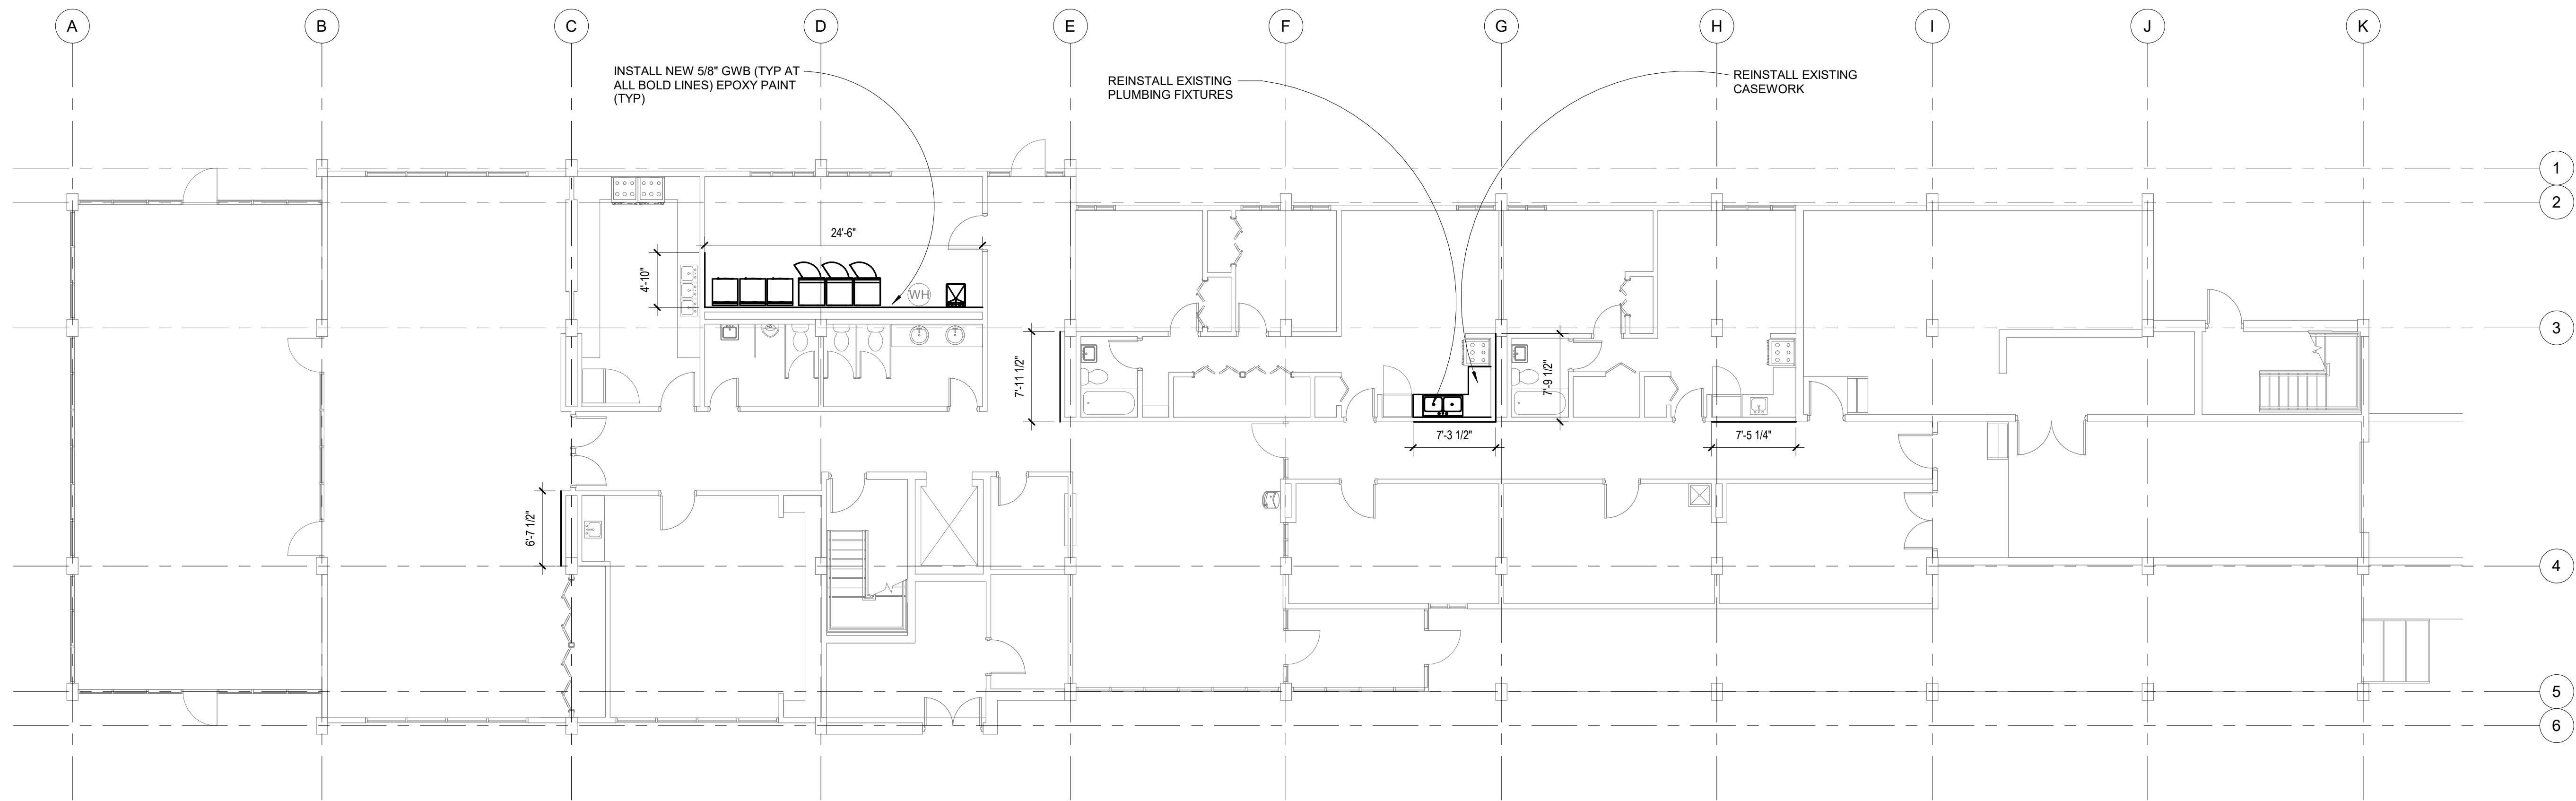 A
B
C
D
E
F
G
H
I
J
K
INSTALL NEW 5/8" GWB (TYP AT
ALL BOLD LINES) EPOXY PAINT
(TYP)
REINSTALL EXISTING
PLUMBING FIXTURES
REINSTALL EXISTING
CASEWORK
1
2
24'-6"
4'-10"
WH
3
7'-11 1/2"
7'-9 1/2"
7'-3 1/2"
7'-5 1/4"
6'-7 1/2"
4
5
6